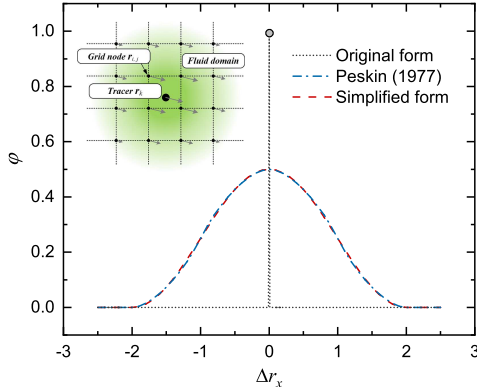 1.0
0.8
0.6
0.4
0.2
0.0
φ
Grid node r_{i,j}
Fluid domain
Tracer r_k
Original form
Peskin (1977)
Simplified form
-3 -2 -1 0 1 2 3
Δr_x